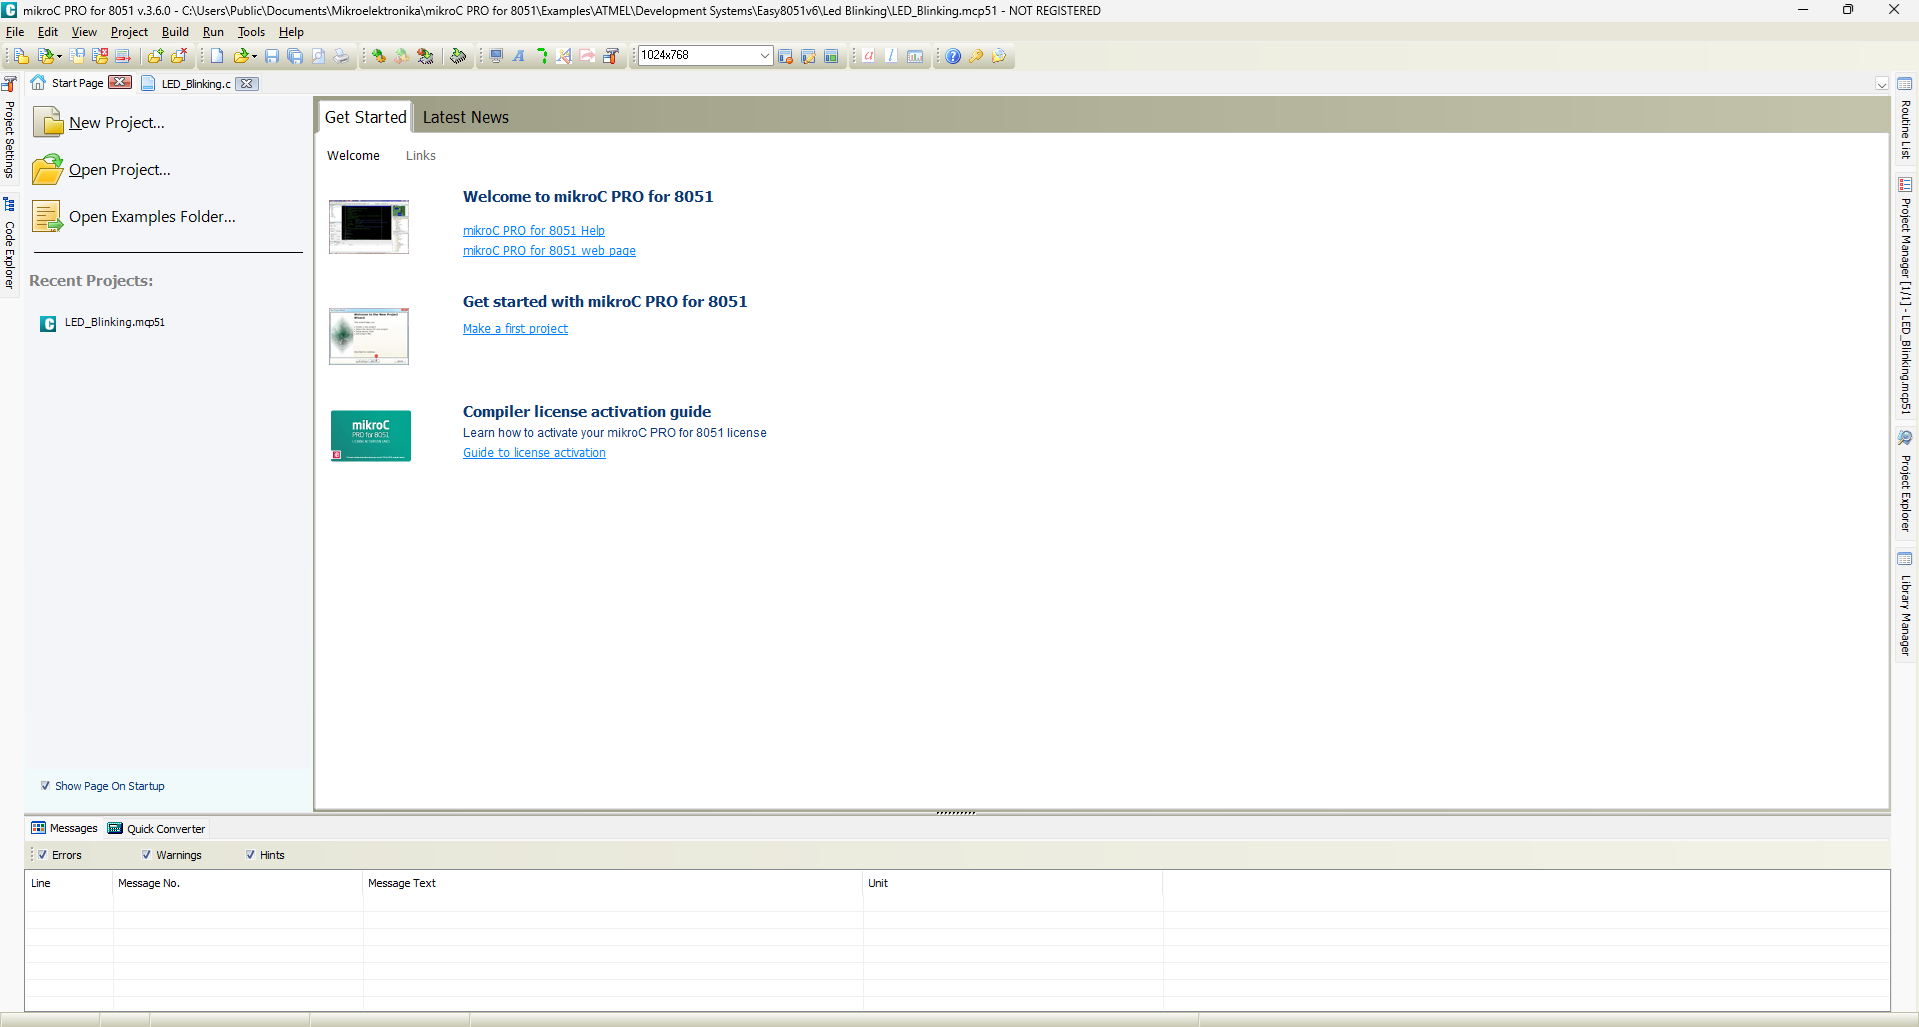 mikroC PRO for 8051 v.3.6.0 - C:\Users\Public\Documents\Mikroelektronika\mikroC PRO for 8051\Examples\ATMEL\Development Systems\Easy8051v6\Led Blinking\LED_Blinking.mcp51 - NOT REGISTERED
File Edit View Project Build Run Tools Help
1024x768
Start Page LED_Blinking.c
Project Settings
Code Explorer
New Project...
Open Project...
Open Examples Folder...
Recent Projects:
LED_Blinking.mcp51
Show Page On Startup
Get Started Latest News
Welcome Links
Welcome to mikroC PRO for 8051
mikroC PRO for 8051 Help
mikroC PRO for 8051 web page
Get started with mikroC PRO for 8051
Make a first project
mikroC
PRO for 8051
Compiler license activation guide
Learn how to activate your mikroC PRO for 8051 license
Guide to license activation
Routine List
Project Manager [1/1] - LED_Blinking.mcp51
Project Explorer
Library Manager
Messages Quick Converter
Errors Warnings Hints
Line Message No. Message Text Unit